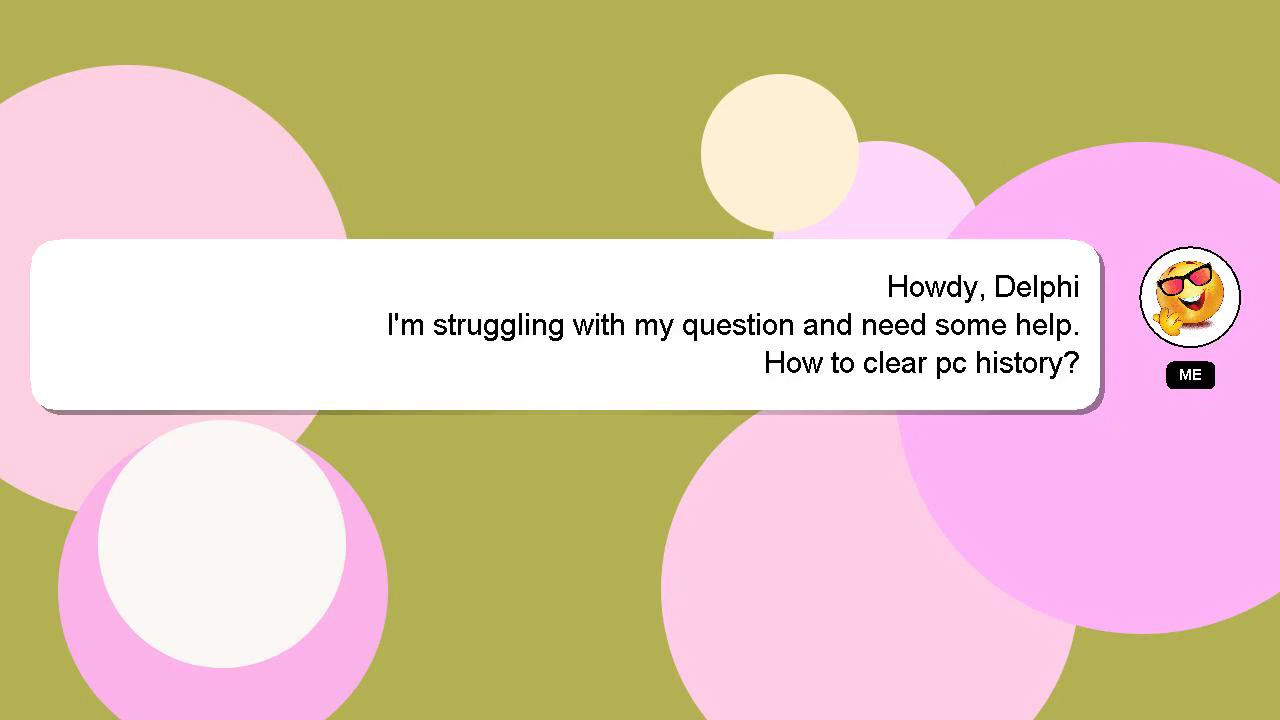 Howdy, Delphi
I'm struggling with my question and need some help.
How to clear pc history?
ME